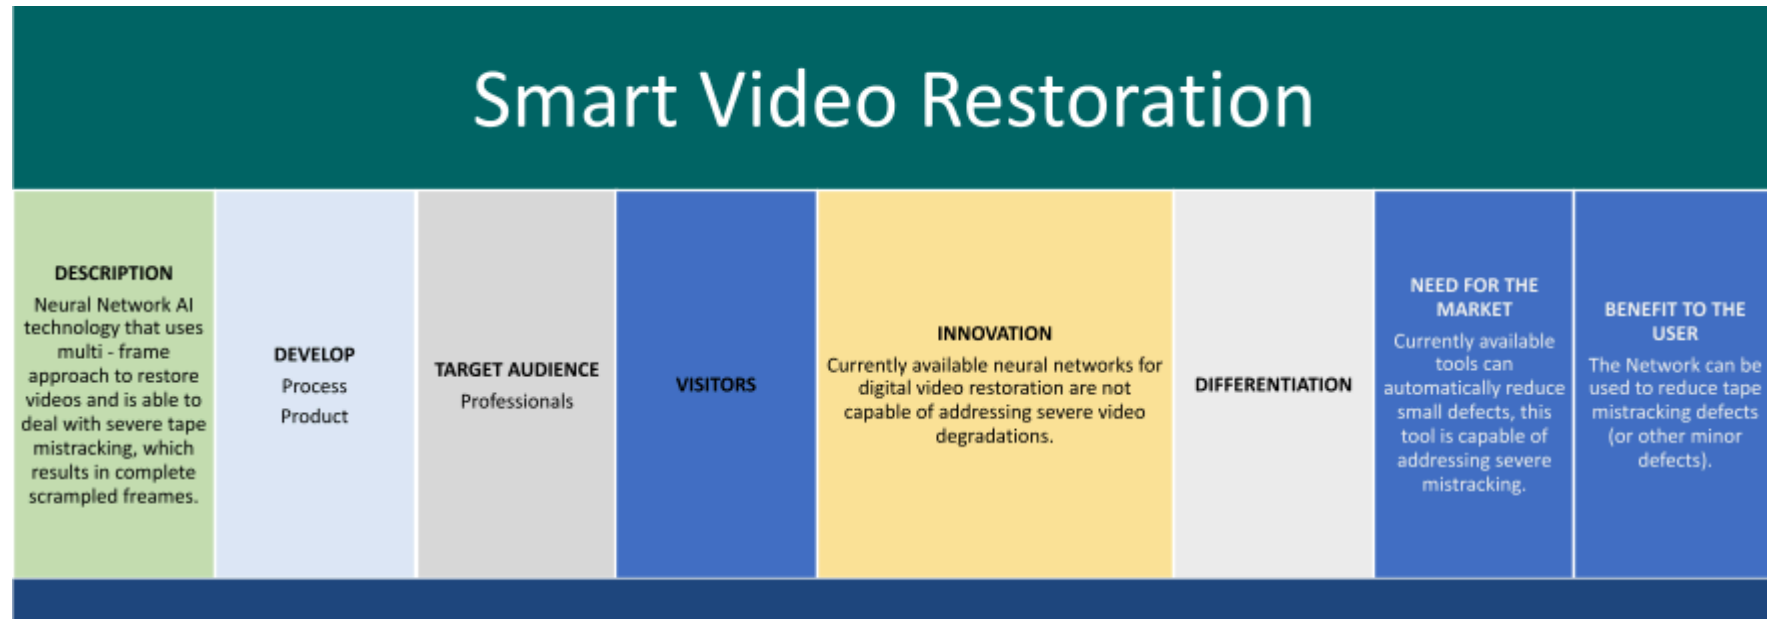 Smart Video Restoration
DESCRIPTION
Neural Network AI
technology that uses
multi - frame
approach to restore
videos and is able to
deal with severe tape
mistracking, which
results in complete
scrampled freames.
DEVELOP
Process
Product
TARGET AUDIENCE
Professionals
VISITORS
INNOVATION
Currently available neural networks for
digital video restoration are not
capable of addressing severe video
degradations.
DIFFERENTIATION
NEED FOR THE
MARKET
Currently available
tools can
automatically reduce
small defects, this
tool is capable of
addressing severe
mistracking.
BENEFIT TO THE
USER
The Network can be
used to reduce tape
mistracking defects
(or other minor
defects).